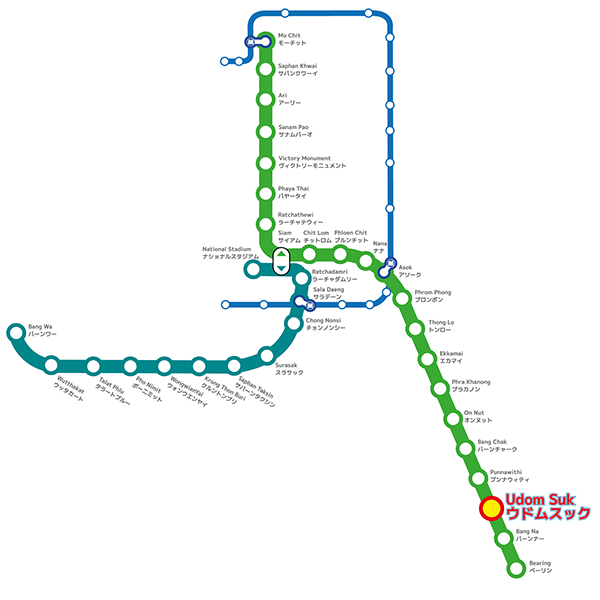 Mo Chit
モーチット
Saphan Khwai
サパンクワーイ
Ari
アーリー
Sanam Pao
サナムパーオ
Victory Monument
ヴィクトリーモニュメント
Phaya Thai
パヤータイ
Ratchathewi
ラーチャテウィー
Siam
サイアム
Chit Lom
チットロム
Phloen Chit
プルンチット
Nana
ナナ
Asok
アソーク
National Stadium
ナショナルスタジアム
Ratchadamri
ラーチャダムリー
Sala Daeng
サラデーン
Chong Nonsi
チョンノンシー
Surasak
スラサック
Saphan Taksin
サパーンタクシン
Krung Thon Buri
クルントンブリ
WongwianYai
ウォンウエンヤイ
Pho Nimit
ポーニミット
Talat Phlu
タラートプルー
Wutthakat
ウッタカート
Bang Wa
バーンワー
Phrom Phong
プロンポン
Thong Lo
トンロー
Ekkamai
エカマイ
Phra Khanong
プラカノン
On Nut
オンヌット
Bang Chak
バーンチャーク
Punnawithi
プンナウィティ
Udom Suk
ウドムスック
Bang Na
バーンナー
Bearing
ベーリン